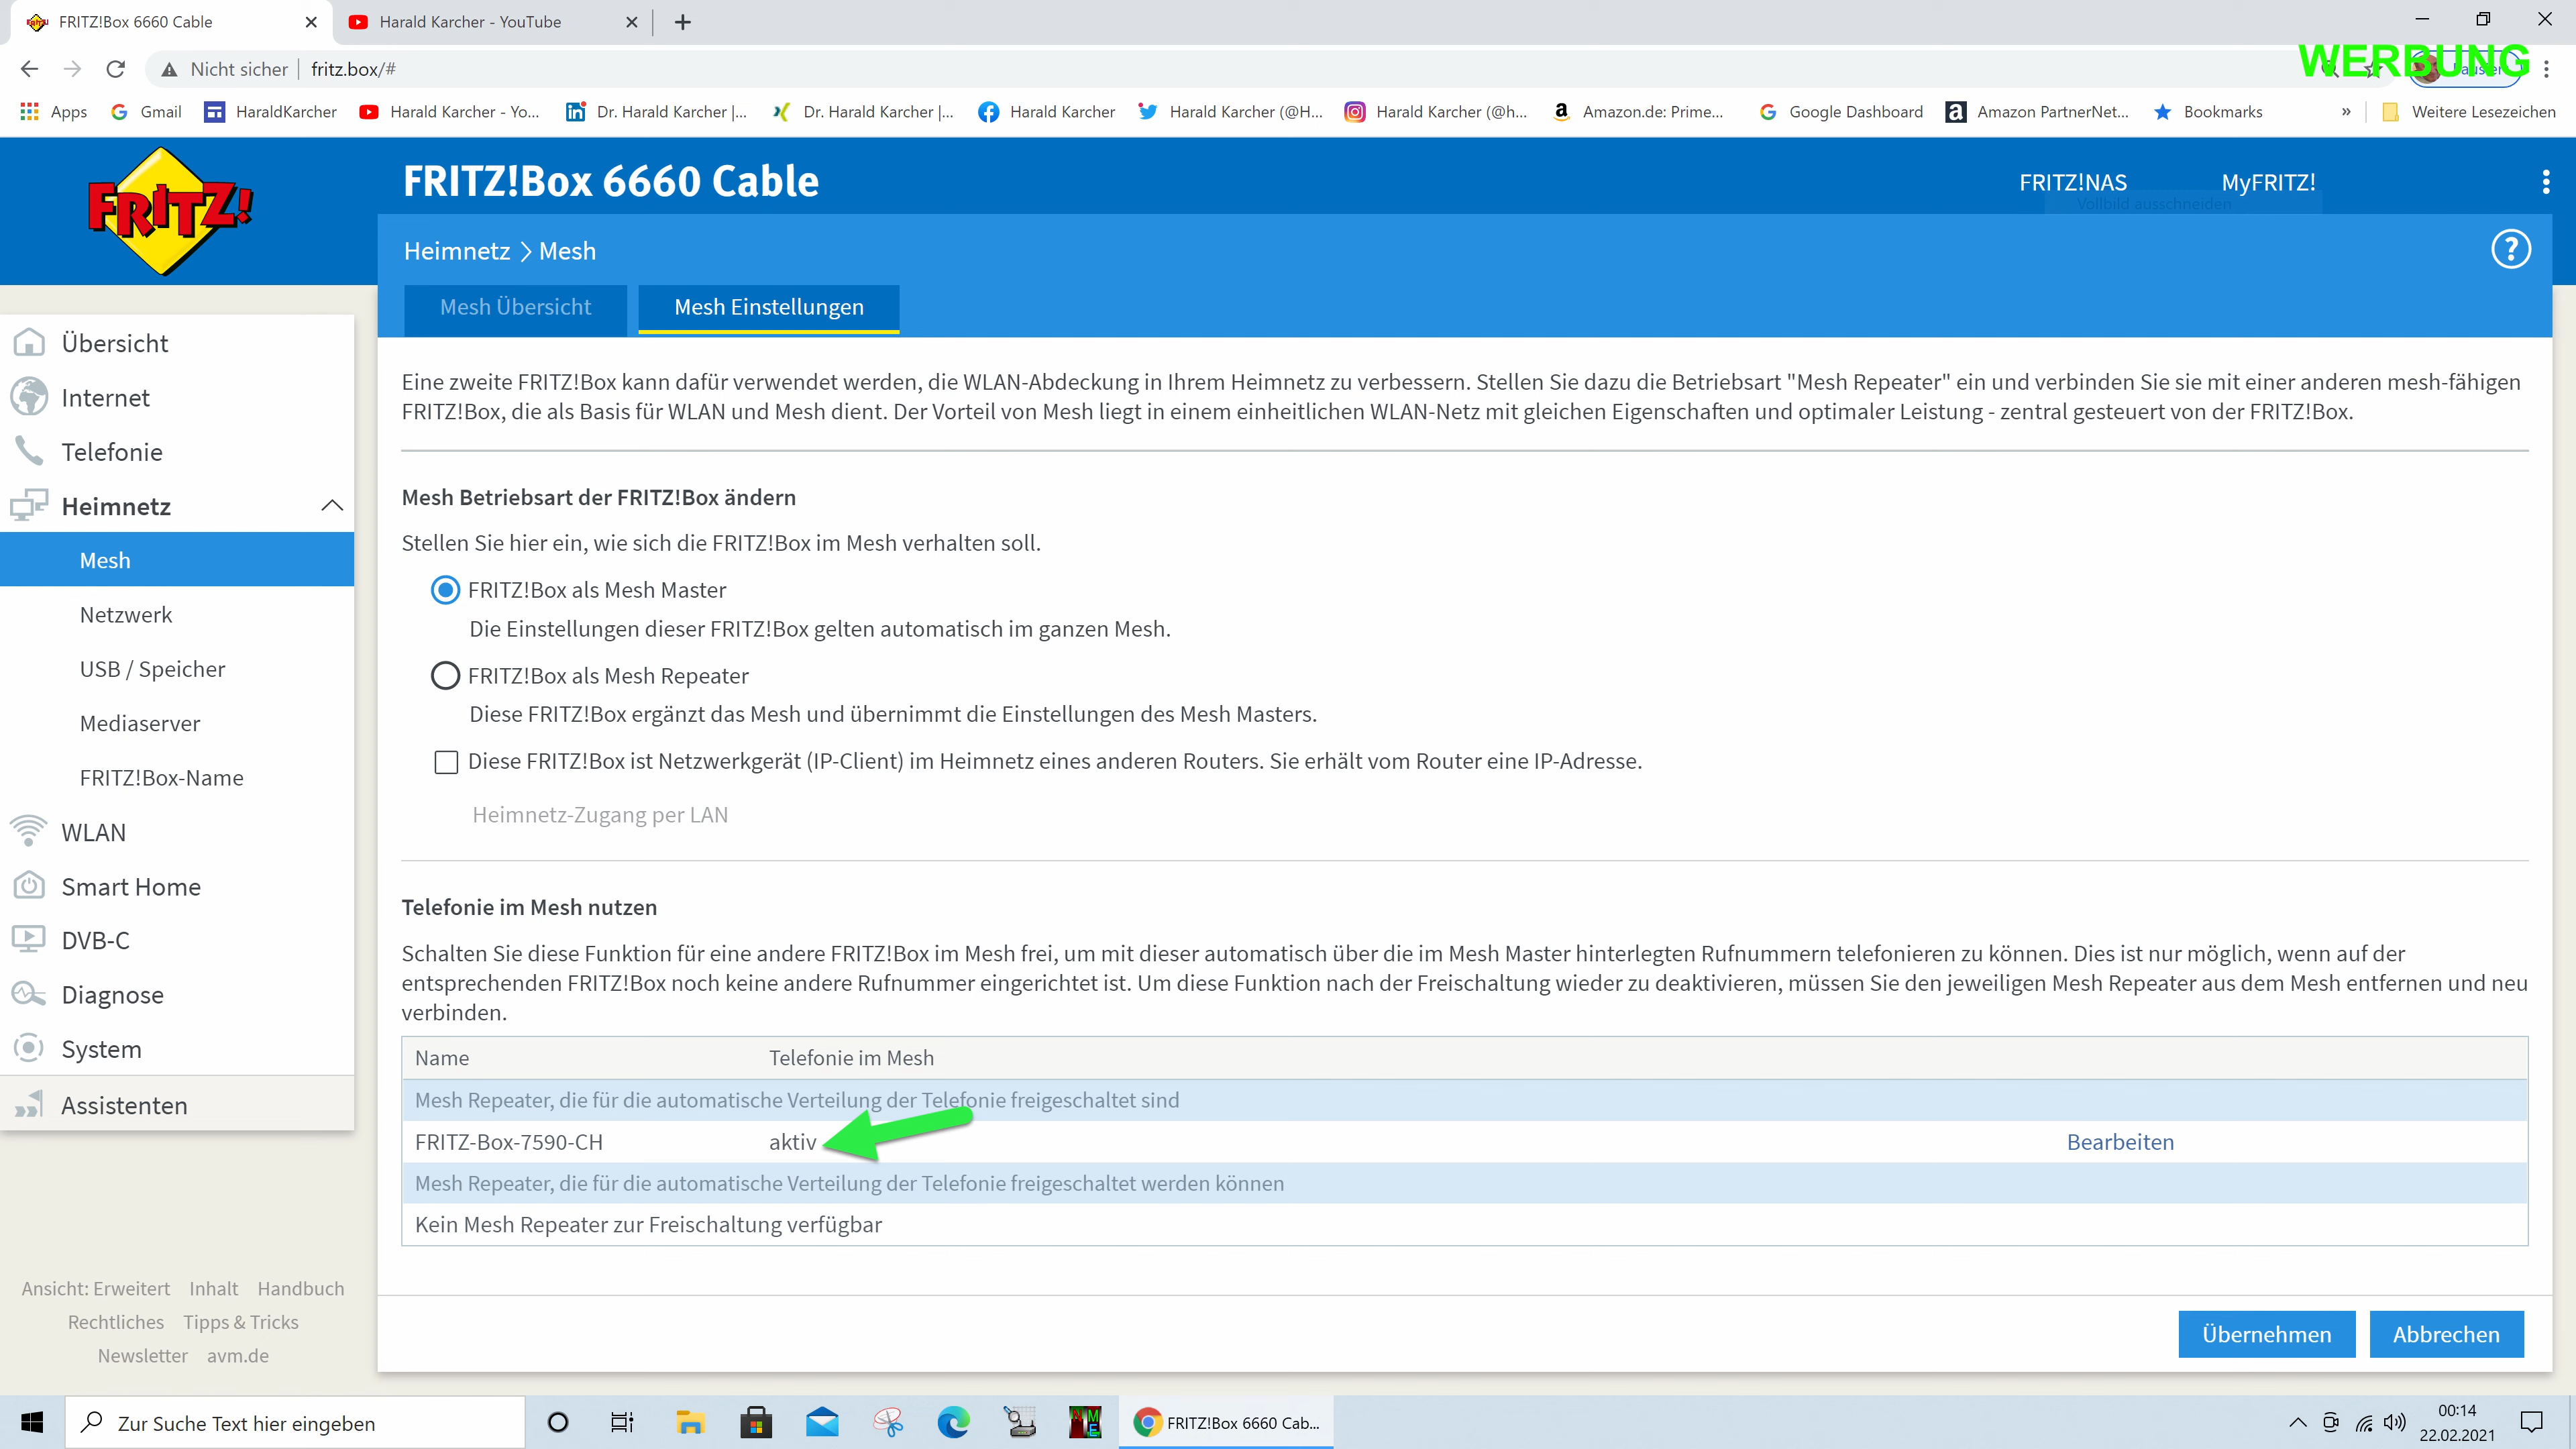 FRITZ!Box 6660 Cable
Harald Karcher - YouTube
Nicht sicher
fritz.box/#
WERBUNG
Apps
Gmail
HaraldKarcher
Harald Karcher - Yo...
Dr. Harald Karcher |...
Dr. Harald Karcher |...
Harald Karcher
Harald Karcher (@H...
Harald Karcher (@h...
Amazon.de: Prime...
Google Dashboard
Amazon PartnerNet...
Bookmarks
»
Weitere Lesezeichen
FRITZ!
FRITZ!Box 6660 Cable
FRITZ!NAS
MyFRITZ!
Vollbild ausschneiden
Heimnetz > Mesh
Mesh Übersicht
Mesh Einstellungen
Übersicht
Internet
Telefonie
Heimnetz
Mesh
Netzwerk
USB / Speicher
Mediaserver
FRITZ!Box-Name
WLAN
Smart Home
DVB-C
Diagnose
System
Assistenten
Ansicht: Erweitert Inhalt Handbuch
Rechtliches Tipps & Tricks
Newsletter avm.de
Eine zweite FRITZ!Box kann dafür verwendet werden, die WLAN-Abdeckung in Ihrem Heimnetz zu verbessern. Stellen Sie dazu die Betriebsart "Mesh Repeater" ein und verbinden Sie sie mit einer anderen mesh-fähigen
FRITZ!Box, die als Basis für WLAN und Mesh dient. Der Vorteil von Mesh liegt in einem einheitlichen WLAN-Netz mit gleichen Eigenschaften und optimaler Leistung - zentral gesteuert von der FRITZ!Box.
Mesh Betriebsart der FRITZ!Box ändern
Stellen Sie hier ein, wie sich die FRITZ!Box im Mesh verhalten soll.
FRITZ!Box als Mesh Master
Die Einstellungen dieser FRITZ!Box gelten automatisch im ganzen Mesh.
FRITZ!Box als Mesh Repeater
Diese FRITZ!Box ergänzt das Mesh und übernimmt die Einstellungen des Mesh Masters.
Diese FRITZ!Box ist Netzwerkgerät (IP-Client) im Heimnetz eines anderen Routers. Sie erhält vom Router eine IP-Adresse.
Heimnetz-Zugang per LAN
Telefonie im Mesh nutzen
Schalten Sie diese Funktion für eine andere FRITZ!Box im Mesh frei, um mit dieser automatisch über die im Mesh Master hinterlegten Rufnummern telefonieren zu können. Dies ist nur möglich, wenn auf der
entsprechenden FRITZ!Box noch keine andere Rufnummer eingerichtet ist. Um diese Funktion nach der Freischaltung wieder zu deaktivieren, müssen Sie den jeweiligen Mesh Repeater aus dem Mesh entfernen und neu
verbinden.
Name Telefonie im Mesh
Mesh Repeater, die für die automatische Verteilung der Telefonie freigeschaltet sind
FRITZ-Box-7590-CH aktiv Bearbeiten
Mesh Repeater, die für die automatische Verteilung der Telefonie freigeschaltet werden können
Kein Mesh Repeater zur Freischaltung verfügbar
Übernehmen
Abbrechen
Zur Suche Text hier eingeben
FRITZ!Box 6660 Cab...
00:14
22.02.2021